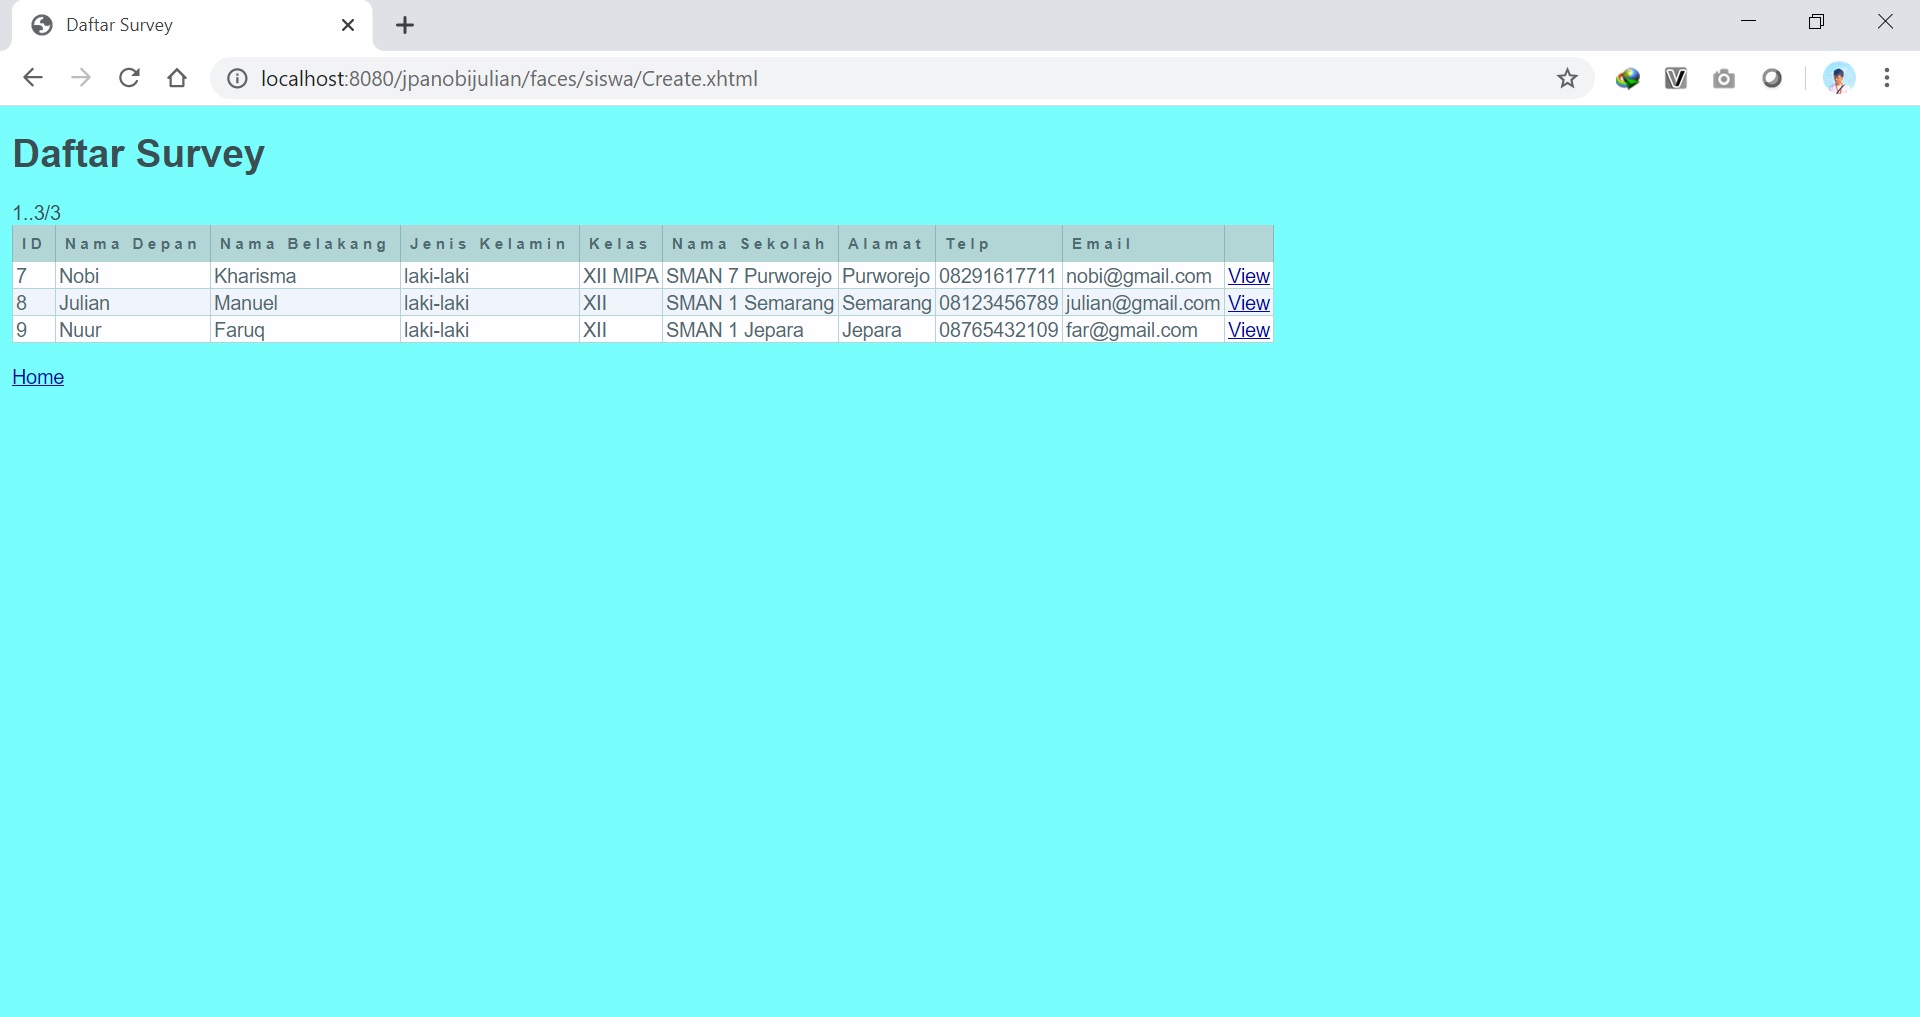 Daftar Survey
localhost:8080/jpanobijulian/faces/siswa/Create.xhtml
Daftar Survey
1..3/3
ID Nama Depan Nama Belakang Jenis Kelamin Kelas Nama Sekolah Alamat Telp Email
7 Nobi Kharisma laki-laki XII MIPA SMAN 7 Purworejo Purworejo 08291617711 nobi@gmail.com View
8 Julian Manuel laki-laki XII SMAN 1 Semarang Semarang 08123456789 julian@gmail.com View
9 Nuur Faruq laki-laki XII SMAN 1 Jepara Jepara 08765432109 far@gmail.com View
Home